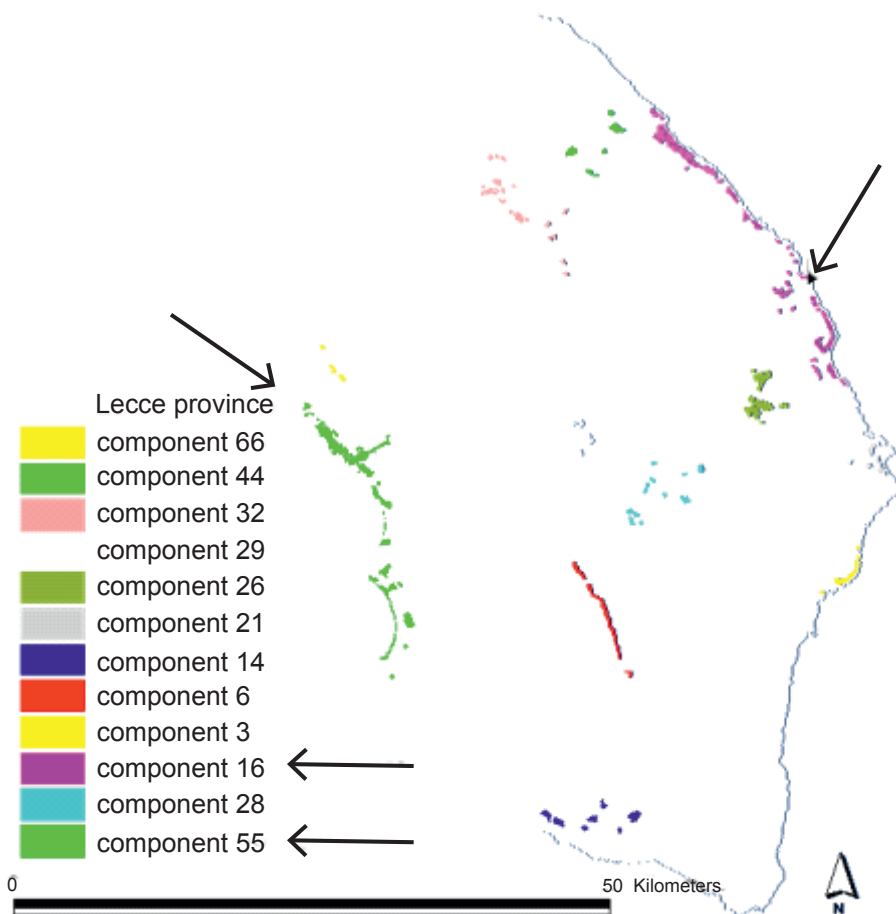 Lecce province
component 66
component 44
component 32
component 29
component 26
component 21
component 14
component 6
component 3
component 16
component 28
component 55
0 50 Kilometers
N